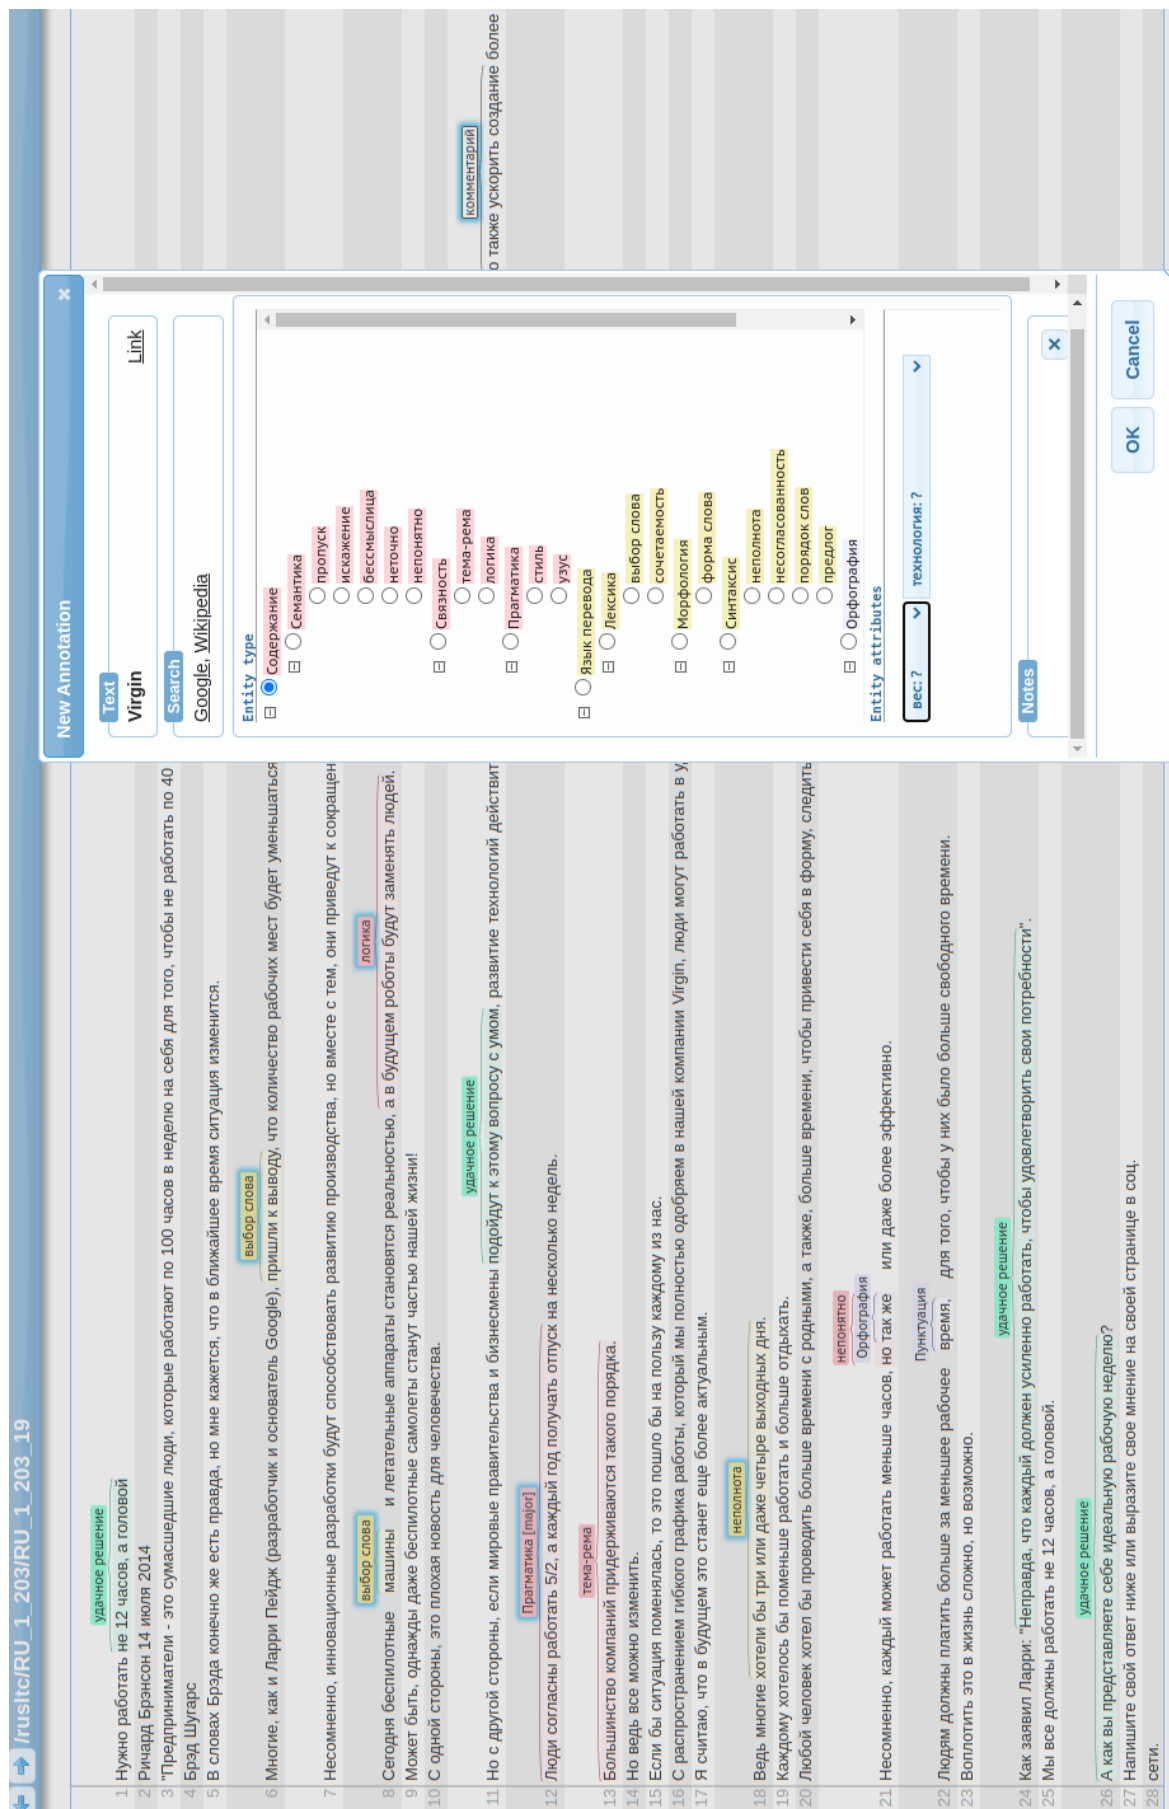 /rusltc/RU_1_203/RU_1_203_19
удачное решение
1 Нужно работать не 12 часов, а головой
2 Ричард Брэнсон 14 июля 2014
3 "Предприниматели - это сумасшедшие люди, которые работают по 100 часов в неделю на себя для того, чтобы не работать по 40
4 Брэд Шугарс
5 В словах Брэда конечно же есть правда, но мне кажется, что в ближайшее время ситуация изменится.
выбор слова
6 Многие, как и Ларри Пейдж (разработчик и основатель Google), пришли к выводу, что количество рабочих мест будет уменьшаться
7 Несомненно, инновационные разработки будут способствовать развитию производства, но вместе с тем, они приведут к сокращен
выбор слова логика
8 Сегодня беспилотные машины и летательные аппараты становятся реальностью, а в будущем роботы будут заменять людей.
9 Может быть, однажды даже беспилотные самолеты станут частью нашей жизни!
10 С одной стороны, это плохая новость для человечества.
удачное решение комментарий
11 Но с другой стороны, если мировые правительства и бизнесмены подойдут к этому вопросу с умом, развитие технологий действит о также ускорить создание более
Прагматика [major]
12 Люди согласны работать 5/2, а каждый год получать отпуск на несколько недель.
тема-рема
13 Большинство компаний придерживаются такого порядка.
14 Но ведь все можно изменить.
15 Если бы ситуация поменялась, то это пошло бы на пользу каждому из нас.
16 С распространением гибкого графика работы, который мы полностью одобряем в нашей компании Virgin, люди могут работать в у
17 Я считаю, что в будущем это станет еще более актуальным.
неполнота
18 Ведь многие хотели бы три или даже четыре выходных дня.
19 Каждому хотелось бы поменьше работать и больше отдыхать.
20 Любой человек хотел бы проводить больше времени с родными, а также, больше времени, чтобы привести себя в форму, следить
непонятно
Орфография
21 Несомненно, каждый может работать меньше часов, но так же или даже более эффективно.
Пунктуация
22 Людям должны платить больше за меньшее рабочее время, для того, чтобы у них было больше свободного времени.
23 Воплотить это в жизнь сложно, но возможно.
удачное решение
24 Как заявил Ларри: "Неправда, что каждый должен усиленно работать, чтобы удовлетворить свои потребности".
25 Мы все должны работать не 12 часов, а головой.
удачное решение
26 А как вы представляете себе идеальную рабочую неделю?
27 Напишите свой ответ ниже или выразите свое мнение на своей странице в соц.
28 сети.
New Annotation
Text
Virgin Link
Search
Google, Wikipedia
Entity type
Содержание
Семантика
пропуск
искажение
бессмыслица
неточно
непонятно
Связность
тема-рема
логика
Прагматика
стиль
узус
Язык перевода
Лексика
выбор слова
сочетаемость
Морфология
форма слова
Синтаксис
неполнота
несогласованность
порядок слов
предлог
Орфография
Entity attributes
вес: ? технология: ?
Notes
OK Cancel